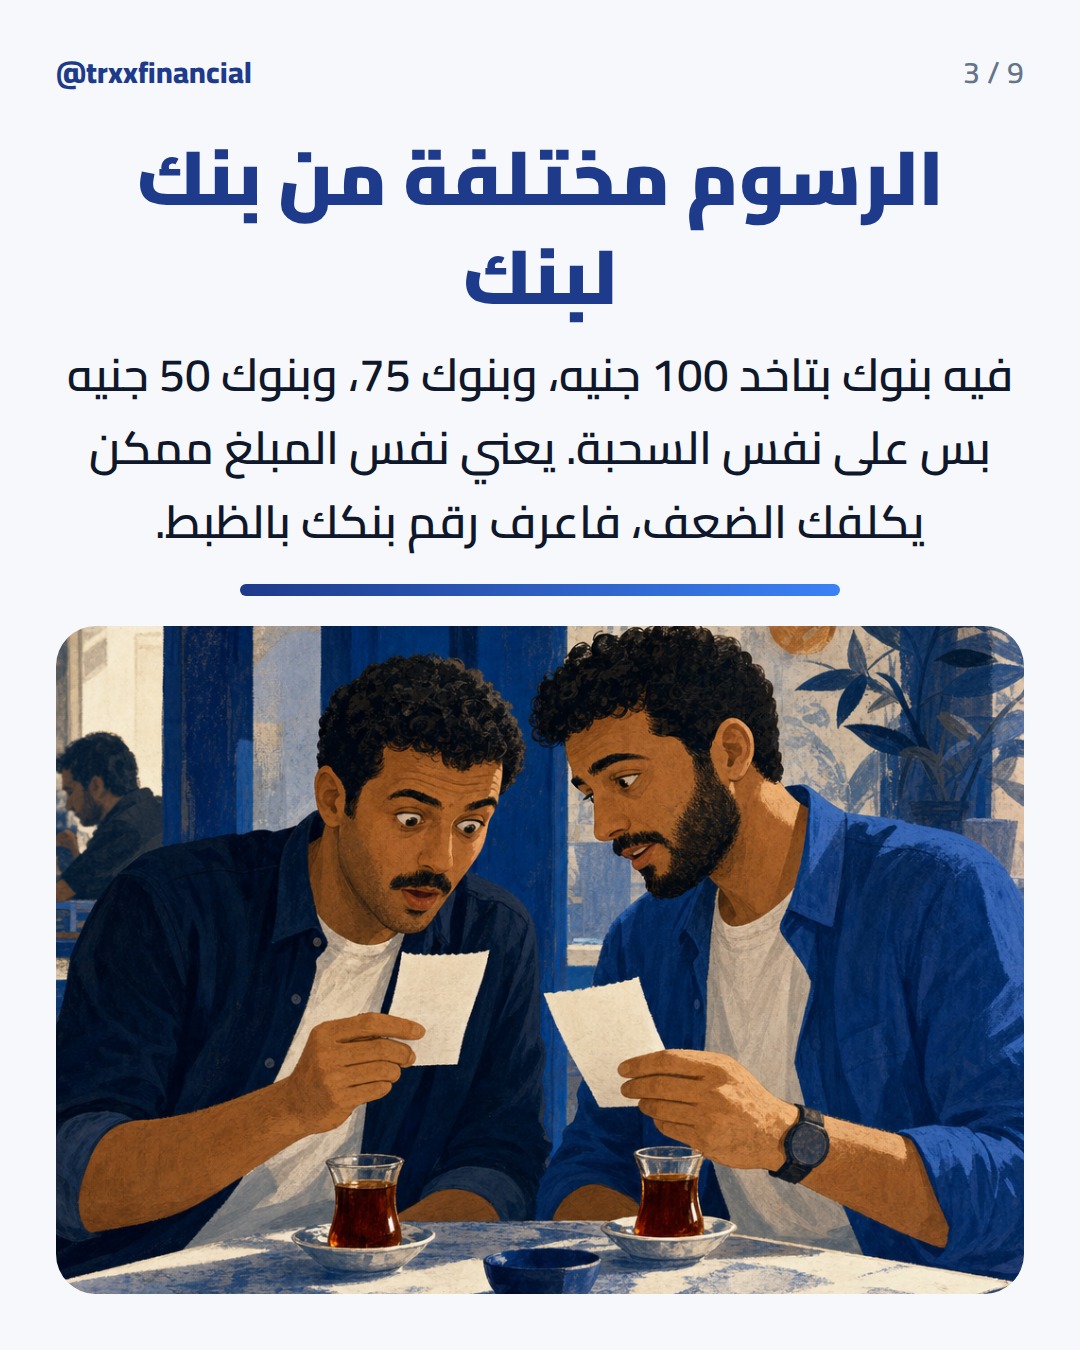 @trxxfinancial
3 / 9
الرسوم مختلفة من بنك
لبنك
فيه بنوك بتاخد 100 جنيه، وبنوك 75، وبنوك 50 جنيه
بس على نفس السحبة. يعني نفس المبلغ ممكن
يكلفك الضعف، فاعرف رقم بنكك بالظبط.